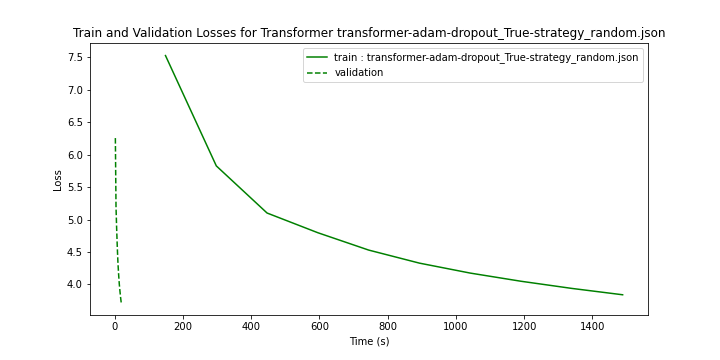 Train and Validation Losses for Transformer transformer-adam-dropout_True-strategy_random.json
train : transformer-adam-dropout_True-strategy_random.json
validation
7.5
7.0
6.5
6.0
5.5
5.0
4.5
4.0
Loss
0 200 400 600 800 1000 1200 1400
Time (s)